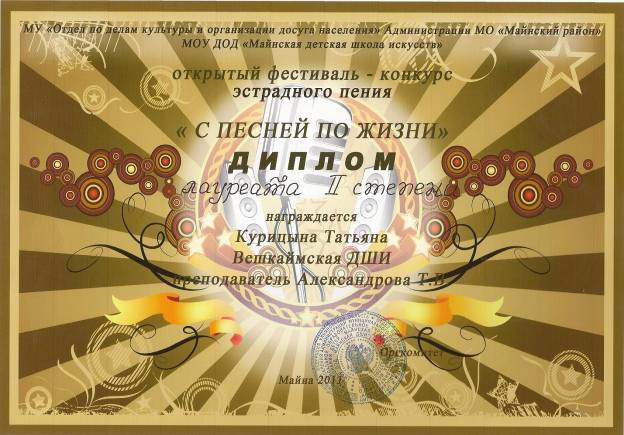 МУ «Отдел по делам культуры и организации досуга населения» Администрации МО «Майнский район»
МОУ ДОД «Майнская детская школа искусств»
открытый фестиваль - конкурс
эстрадного пения
« С ПЕСНЕЙ ПО ЖИЗНИ»
ДИПЛОМ
лауреата II степени
награждается
Курицына Татьяна
Вешкаймская ДШИ
преподаватель Александрова Т.В
Оргкомитет
Майна 2011